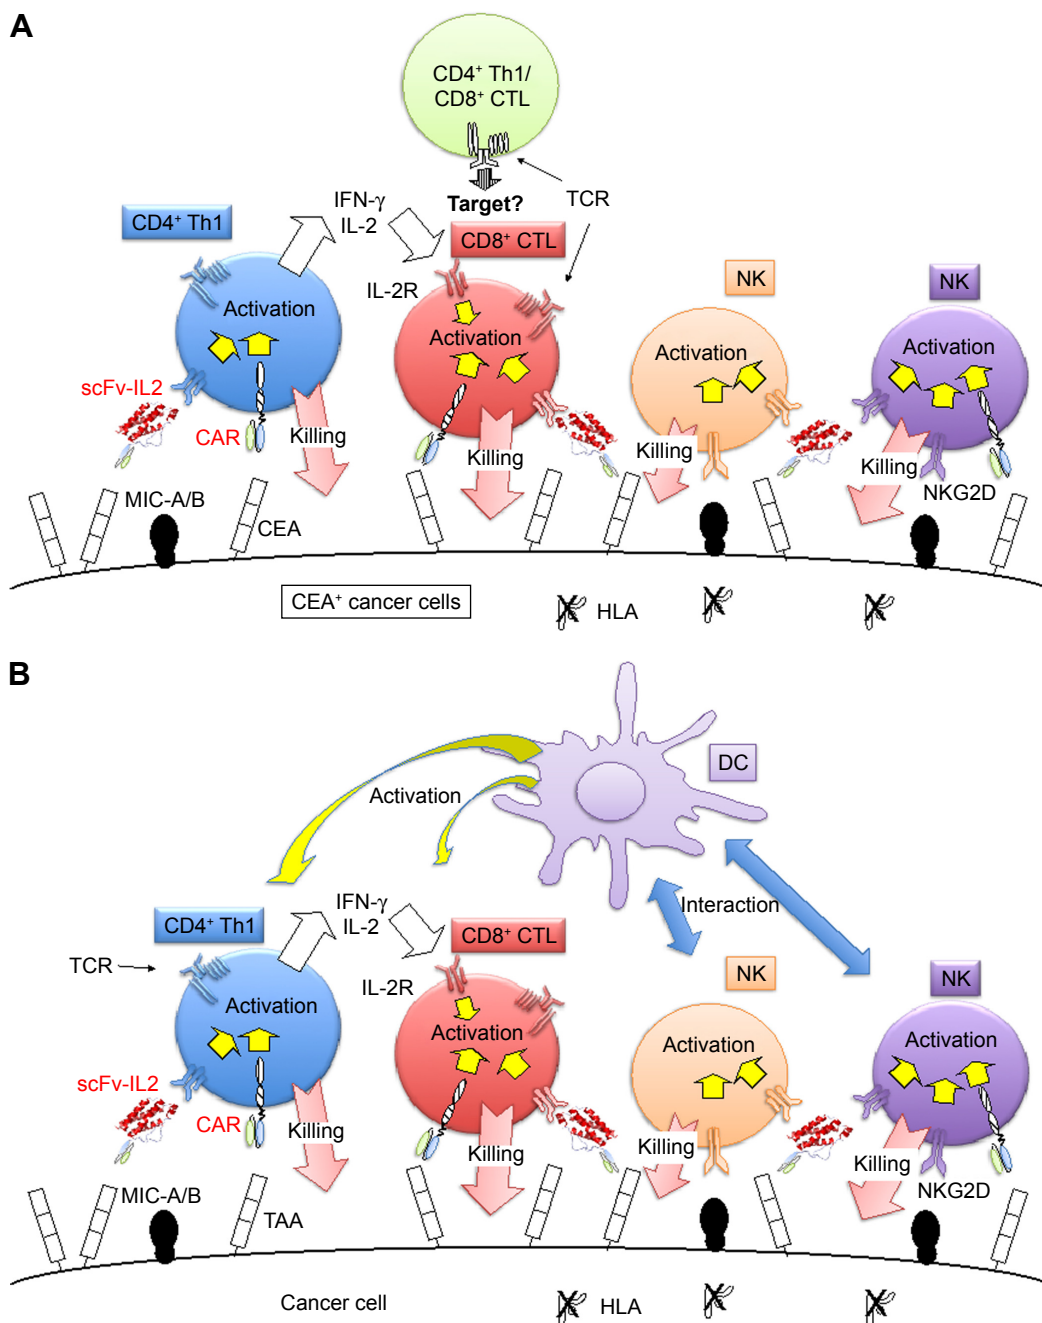 A
CD4⁺ Th1/
CD8⁺ CTL
Target?
TCR
IFN-γ
IL-2
CD4⁺ Th1
CD8⁺ CTL
IL-2R
NK
NK
Activation
Activation
Activation
Activation
scFv-IL2
CAR
Killing
Killing
Killing
Killing
NKG2D
MIC-A/B
CEA
CEA⁺ cancer cells
HLA
B
DC
Activation
Interaction
IFN-γ
IL-2
CD4⁺ Th1
CD8⁺ CTL
TCR
IL-2R
NK
NK
Activation
Activation
Activation
Activation
scFv-IL2
CAR
Killing
Killing
Killing
Killing
NKG2D
MIC-A/B
TAA
Cancer cell
HLA